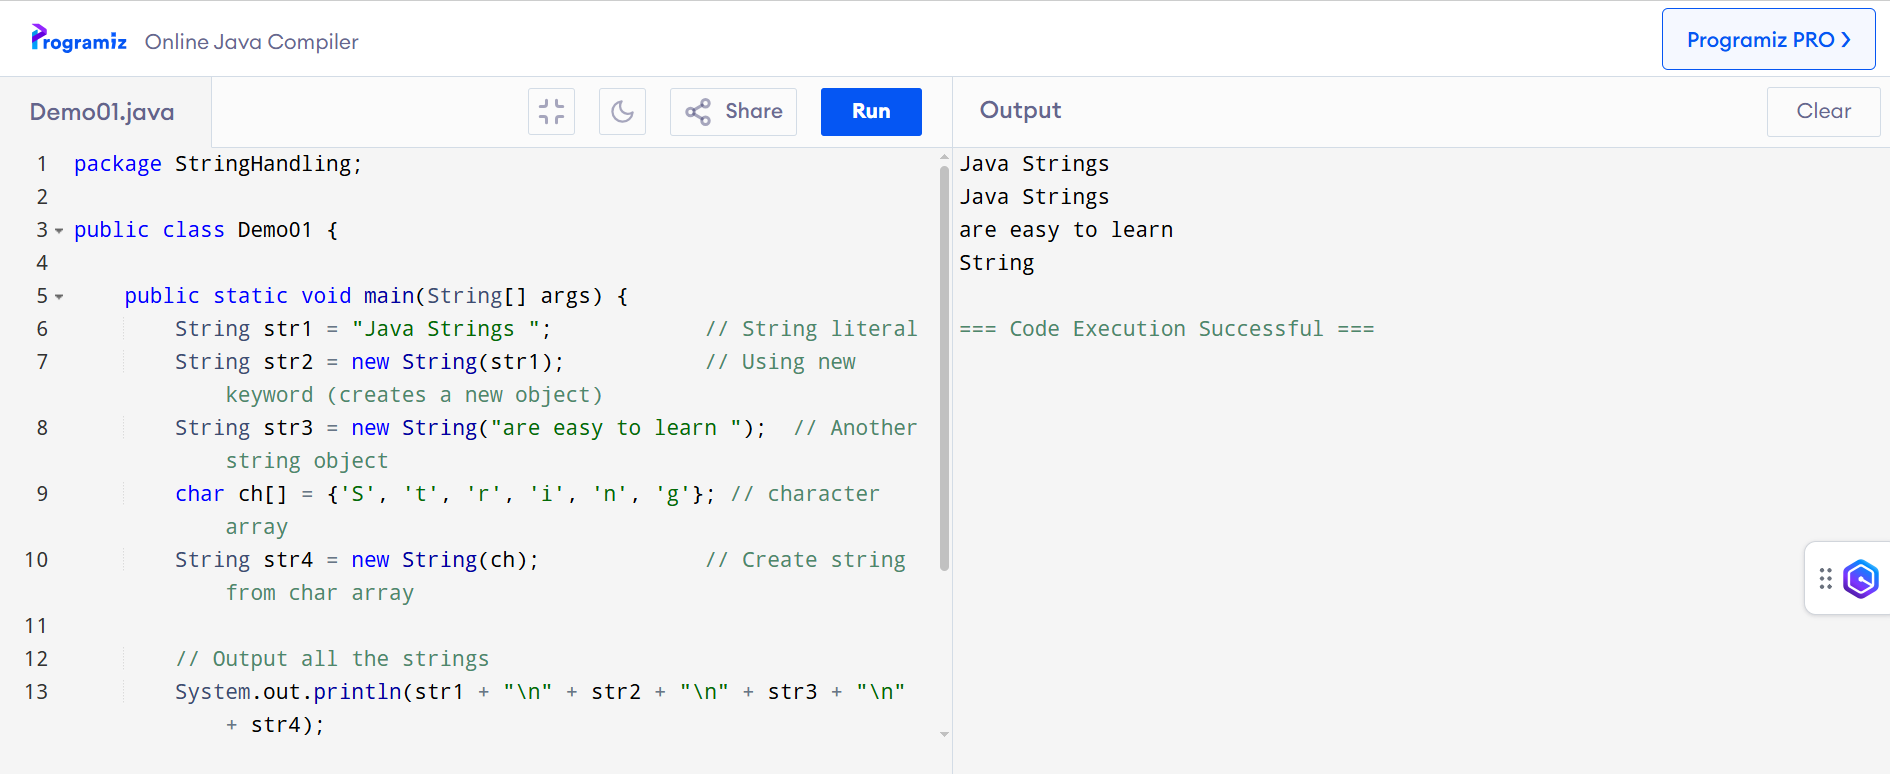 Programiz Online Java Compiler
Programiz PRO
Demo01.java
Share
Run
Output
Clear
1 package StringHandling;
2
3 public class Demo01 {
4
5     public static void main(String[] args) {
6         String str1 = "Java Strings ";            // String literal
7         String str2 = new String(str1);           // Using new
            keyword (creates a new object)
8         String str3 = new String("are easy to learn ");  // Another
            string object
9         char ch[] = {'S', 't', 'r', 'i', 'n', 'g'}; // character
            array
10         String str4 = new String(ch);             // Create string
            from char array
11
12         // Output all the strings
13         System.out.println(str1 + "\n" + str2 + "\n" + str3 + "\n"
            + str4);
Java Strings
Java Strings
are easy to learn
String
=== Code Execution Successful ===